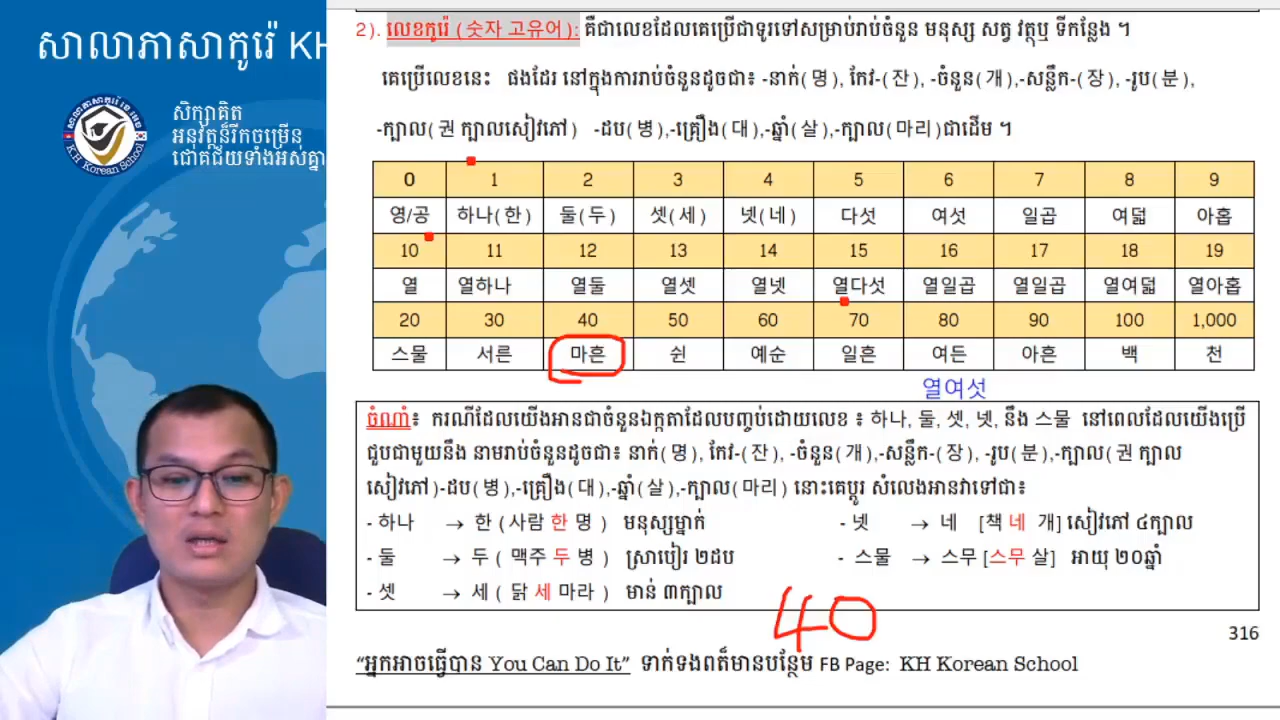 សាលាភាសាកូរ៉េ KH
សិក្សាគិត
អនុវត្តន៍រីកចម្រើន
ជោគជ័យទាំងអស់គ្នា
K.H Korean School
2). លេខកូរ៉េ (숫자 고유어): គឺជាលេខដែលគេប្រើជាទូរទៅសម្រាប់រាប់ចំនួន មនុស្ស សត្វ វត្ថុឬ ទីកន្លែង ។
គេប្រើលេខនេះ ផងដែរ នៅក្នុងការរាប់ចំនួនដូចជា៖ -នាក់(명), កែវ-(잔), -ចំនួន(개),-សន្លឹក-(장), -រូប(분),
-ក្បាល(권 ក្បាលសៀវភៅ) -ដប(병),-គ្រឿង(대),-ឆ្នាំ(살),-ក្បាល(마리)ជាដើម ។
0 1 2 3 4 5 6 7 8 9
영/공 하나(한) 둘(두) 셋(세) 넷(네) 다섯 여섯 일곱 여덟 아홉
10 11 12 13 14 15 16 17 18 19
열 열하나 열둘 열셋 열넷 열다섯 열일곱 열일곱 열여덟 열아홉
20 30 40 50 60 70 80 90 100 1,000
스물 서른 마흔 쉰 예순 일흔 여든 아흔 백 천
열여섯
ចំណាំ៖ ករណីដែលយើងអានជាចំនួនឯកតាដែលបញ្ចប់ដោយលេខ ៖ 하나, 둘, 셋, 넷, នឹង 스물 នៅពេលដែលយើងប្រើ
ជួបជាមួយនឹង នាមរាប់ចំនួនដូចជា៖ នាក់(명), កែវ-(잔), -ចំនួន(개),-សន្លឹក-(장), -រូប(분),-ក្បាល(권 ក្បាល
សៀវភៅ)-ដប(병),-គ្រឿង(대),-ឆ្នាំ(살),-ក្បាល(마리) នោះគេប្តូរ សំលេងអានវាទៅជា៖
- 하나 → 한 (사람 한 명) មនុស្សម្នាក់ - 넷 → 네 [책 네 개] សៀវភៅ ៤ក្បាល
- 둘 → 두 ( 맥주 두 병) ស្រាបៀរ ២ដប - 스물 → 스무 [스무 살] អាយុ ២០ឆ្នាំ
- 셋 → 세 ( 닭 세 마라) មាន់ ៣ក្បាល
40
316
“អ្នកអាចធ្វើបាន You Can Do It” ទាក់ទងពត៌មានបន្ថែម FB Page: KH Korean School